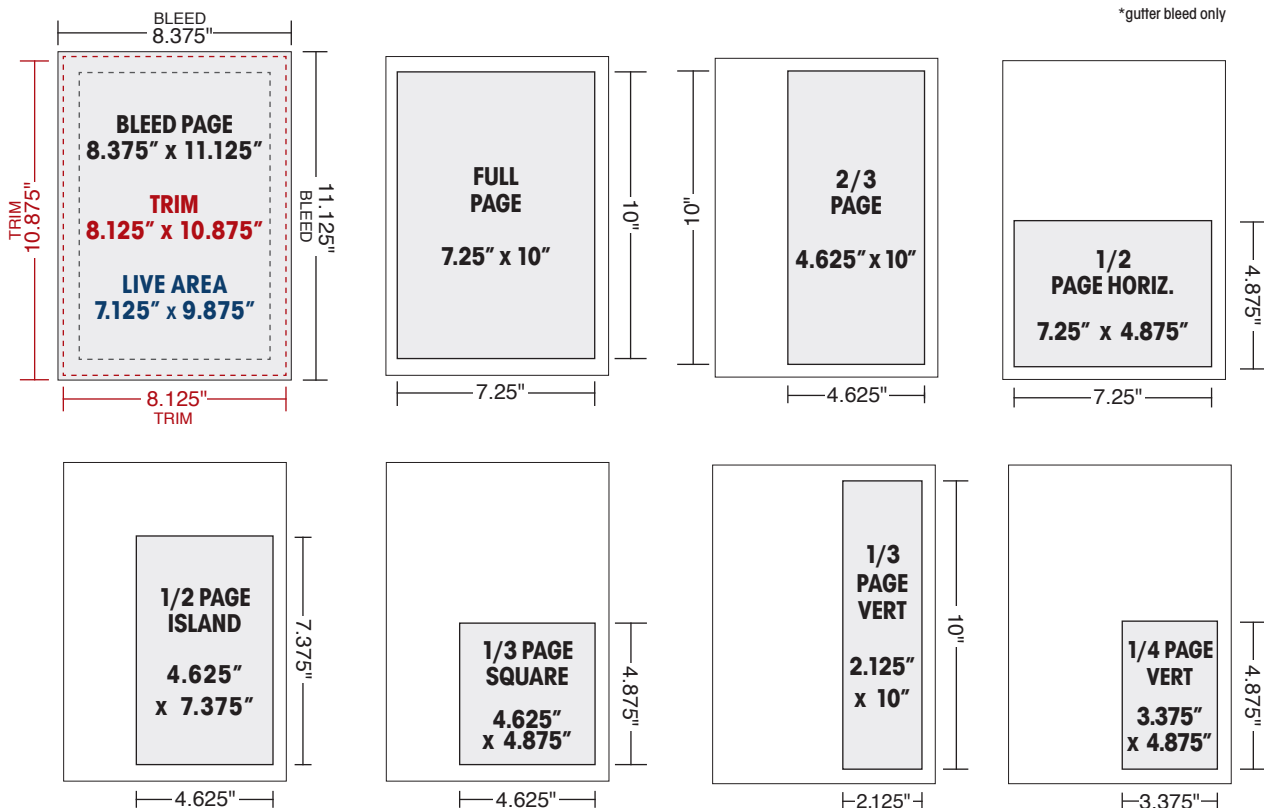 *gutter bleed only
BLEED
8.375"
TRIM
10.875"
BLEED PAGE
8.375” x 11.125”
TRIM
8.125” x 10.875”
LIVE AREA
7.125” x 9.875”
11.125"
BLEED
8.125"
TRIM
FULL
PAGE
7.25” x 10”
10"
7.25"
10"
2/3
PAGE
4.625” x 10”
4.625"
1/2
PAGE HORIZ.
7.25” x 4.875”
4.875"
7.25"
1/2 PAGE
ISLAND
4.625”
x 7.375”
7.375"
4.625"
1/3 PAGE
SQUARE
4.625”
x 4.875”
4.875"
4.625"
1/3
PAGE
VERT
2.125”
x 10”
10"
2.125"
1/4 PAGE
VERT
3.375”
x 4.875”
4.875"
3.375"